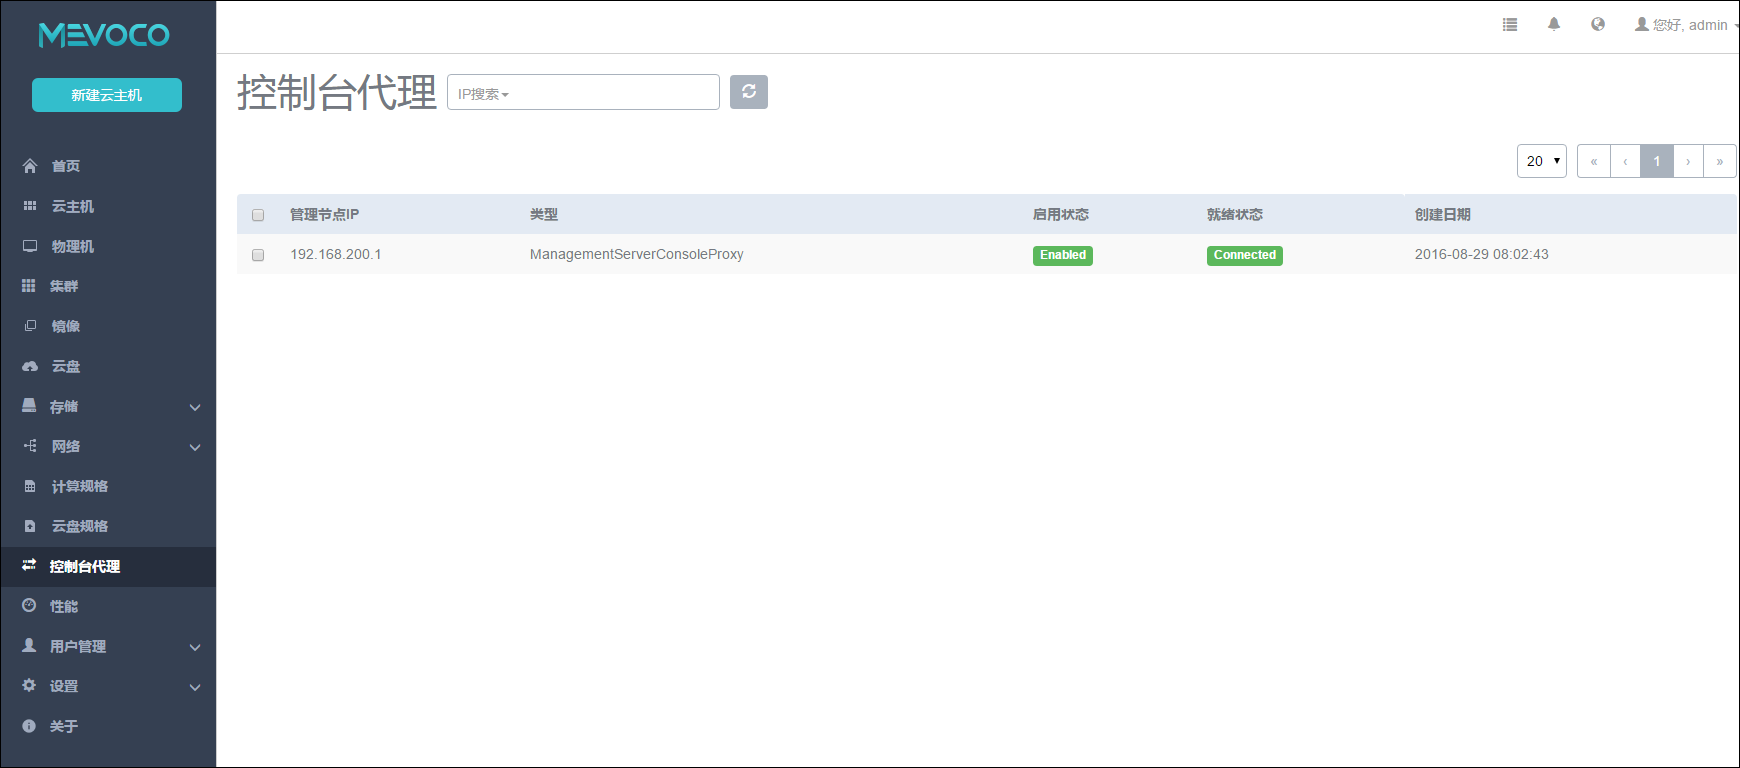 MEVOCO
新建云主机
首页
云主机
物理机
集群
镜像
云盘
存储
网络
计算规格
云盘规格
控制台代理
性能
用户管理
设置
关于
您好, admin
控制台代理 IP搜索
20 « ‹ 1 › »
管理节点IP 类型 启用状态 就绪状态 创建日期
192.168.200.1 ManagementServerConsoleProxy Enabled Connected 2016-08-29 08:02:43